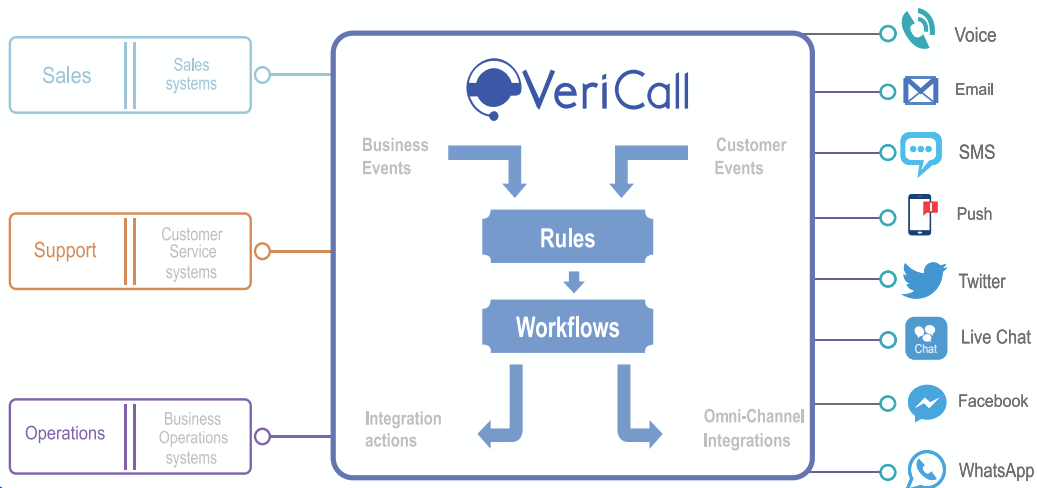 Sales
Sales
systems
Support
Customer
Service
systems
Operations
Business
Operations
systems
VeriCall
Business
Events
Customer
Events
Rules
Workflows
Integration
actions
Omni-Channel
Integrations
Voice
Email
SMS
Push
Twitter
Chat
Live Chat
Facebook
WhatsApp